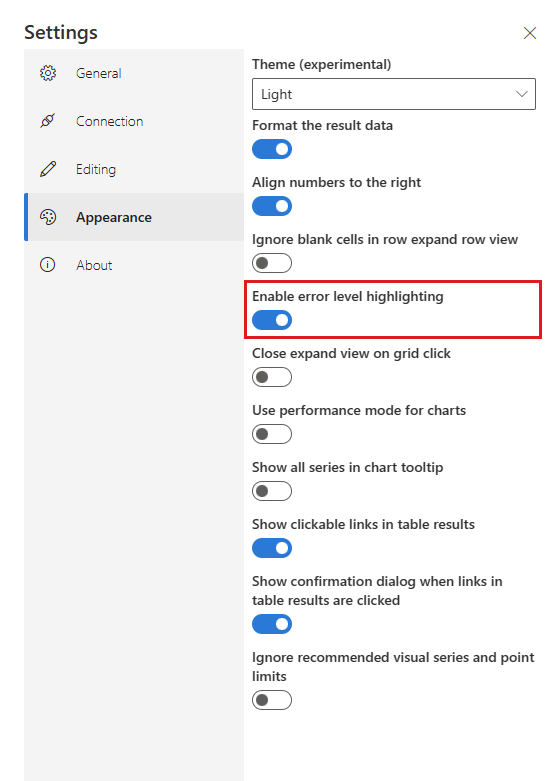 Settings
General
Connection
Editing
Appearance
About
Theme (experimental)
Light
Format the result data
Align numbers to the right
Ignore blank cells in row expand row view
Enable error level highlighting
Close expand view on grid click
Use performance mode for charts
Show all series in chart tooltip
Show clickable links in table results
Show confirmation dialog when links in
table results are clicked
Ignore recommended visual series and point
limits